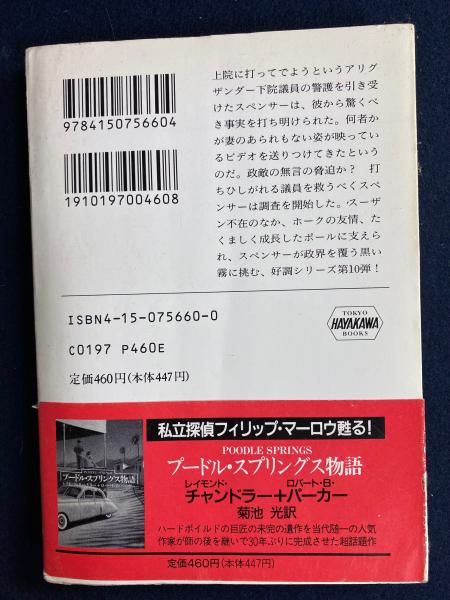 9784150756604
1910197004608
上院に打ってでようというアリグ
ザンダー下院議員の警護を引き受
けたスペンサーは、彼から驚くべ
き事実を打ち明けられた。何者か
が妻のあられもない姿が映ってい
るビデオを送りつけてきたという
のだ。政敵の無言の脅迫か? 打
ちひしがれる議員を救うべくスペ
ンサーは調査を開始した。スーザ
ン不在のなか、ホークの友情、た
くましく成長したポールに支えら
れ、スペンサーが政界を覆う黒い
霧に挑む、好調シリーズ第10弾!
ISBN4-15-075660-0
C0197 P460E
定価460円(本体447円)
TOKYO
HAYAKAWA
BOOKS
私立探偵フィリップ・マーロウ甦る!
POODLE SPRINGS
プードル・スプリングス物語
レイモンド・ ロバート・B・
チャンドラー+パーカー
菊池 光訳
ハードボイルドの巨匠の未完の遺作を当代随一の人気
作家が師の後を継いで30年ぶりに完成させた超話題作
定価460円(本体447円)
プードル・スプリングス物語